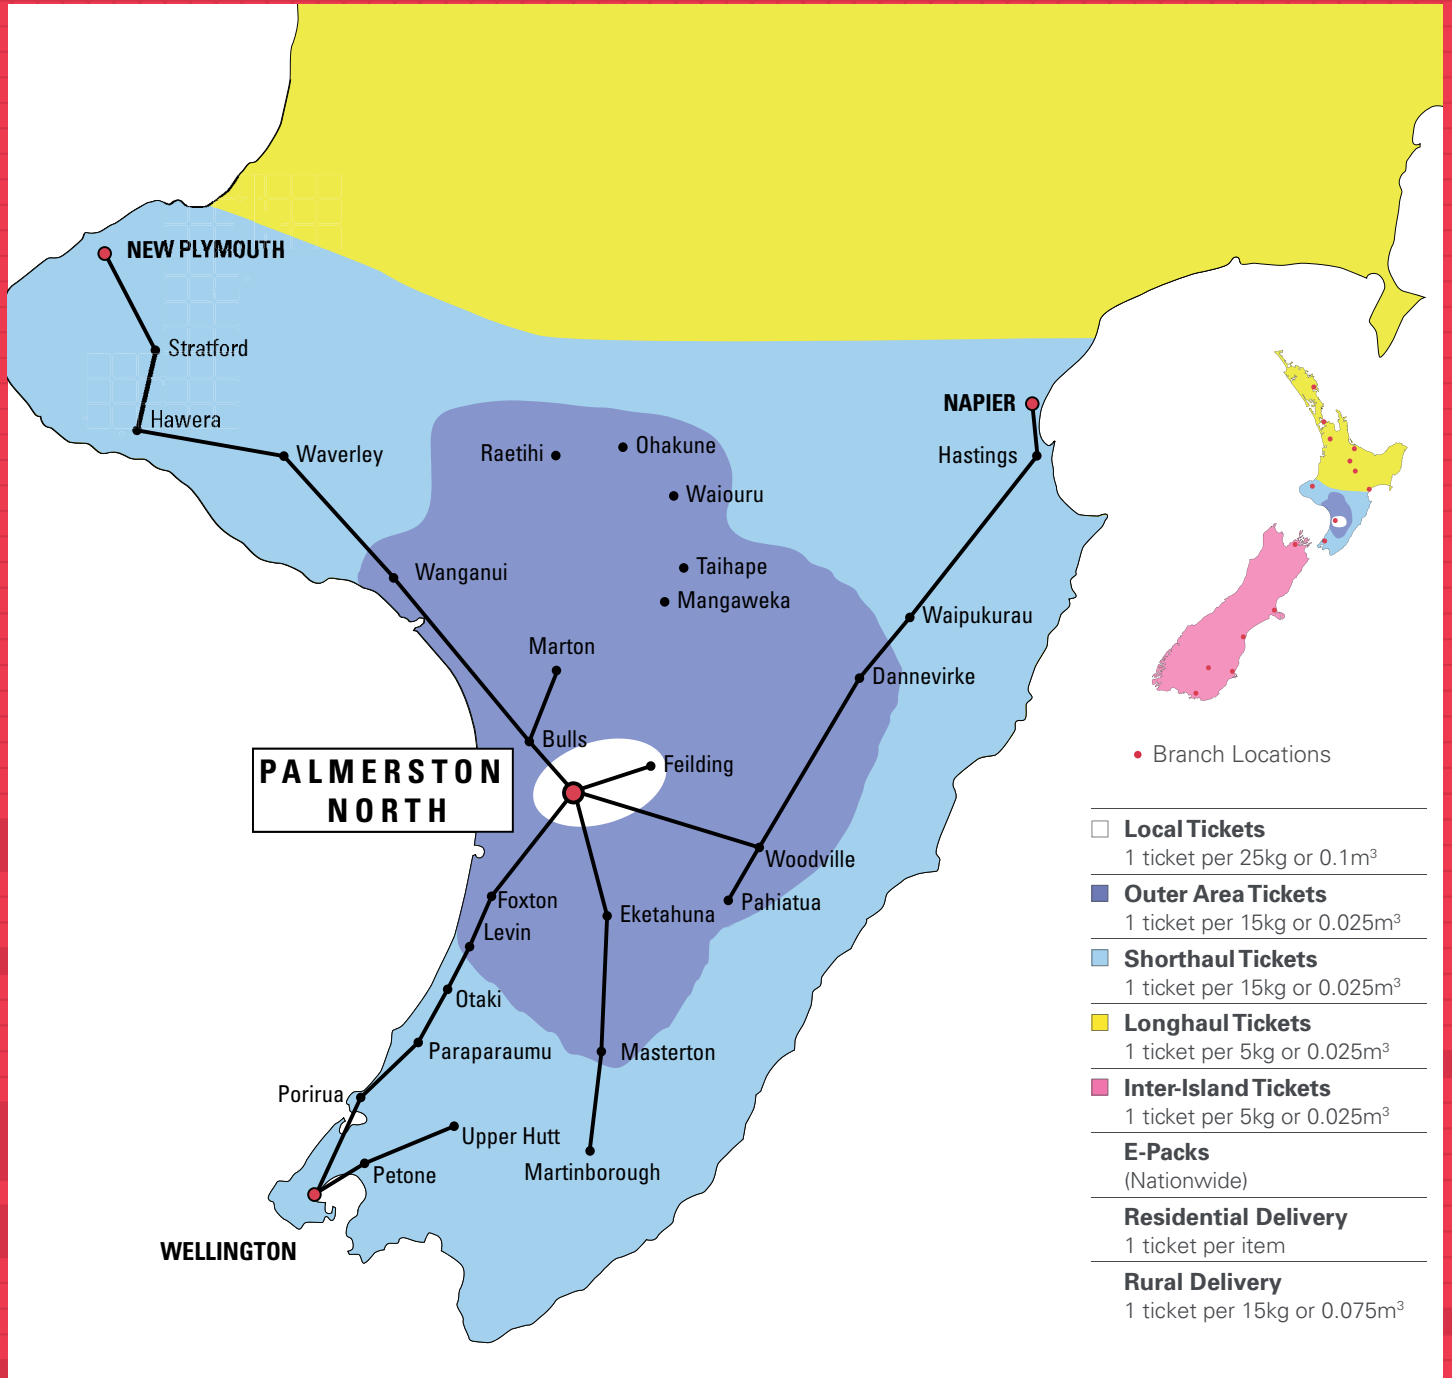 NEW PLYMOUTH
Stratford
Hawera
Waverley
Raetihi
Ohakune
Waiouru
NAPIER
Hastings
Wanganui
Taihape
Mangaweka
Waipukurau
Marton
Dannevirke
Bulls
Feilding
PALMERSTON
NORTH
Woodville
Pahiatua
Foxton
Eketahuna
Levin
Otaki
Paraparaumu
Masterton
Porirua
Upper Hutt
Petone
Martinborough
WELLINGTON
Branch Locations
Local Tickets
1 ticket per 25kg or 0.1m³
Outer Area Tickets
1 ticket per 15kg or 0.025m³
Shorthaul Tickets
1 ticket per 15kg or 0.025m³
Longhaul Tickets
1 ticket per 5kg or 0.025m³
Inter-Island Tickets
1 ticket per 5kg or 0.025m³
E-Packs
(Nationwide)
Residential Delivery
1 ticket per item
Rural Delivery
1 ticket per 15kg or 0.075m³